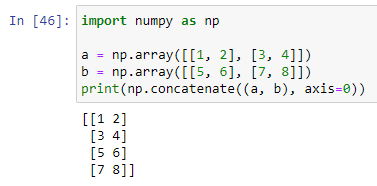 In [46]: import numpy as np
a = np.array([[1, 2], [3, 4]])
b = np.array([[5, 6], [7, 8]])
print(np.concatenate((a, b), axis=0))
[[1 2]
 [3 4]
 [5 6]
 [7 8]]